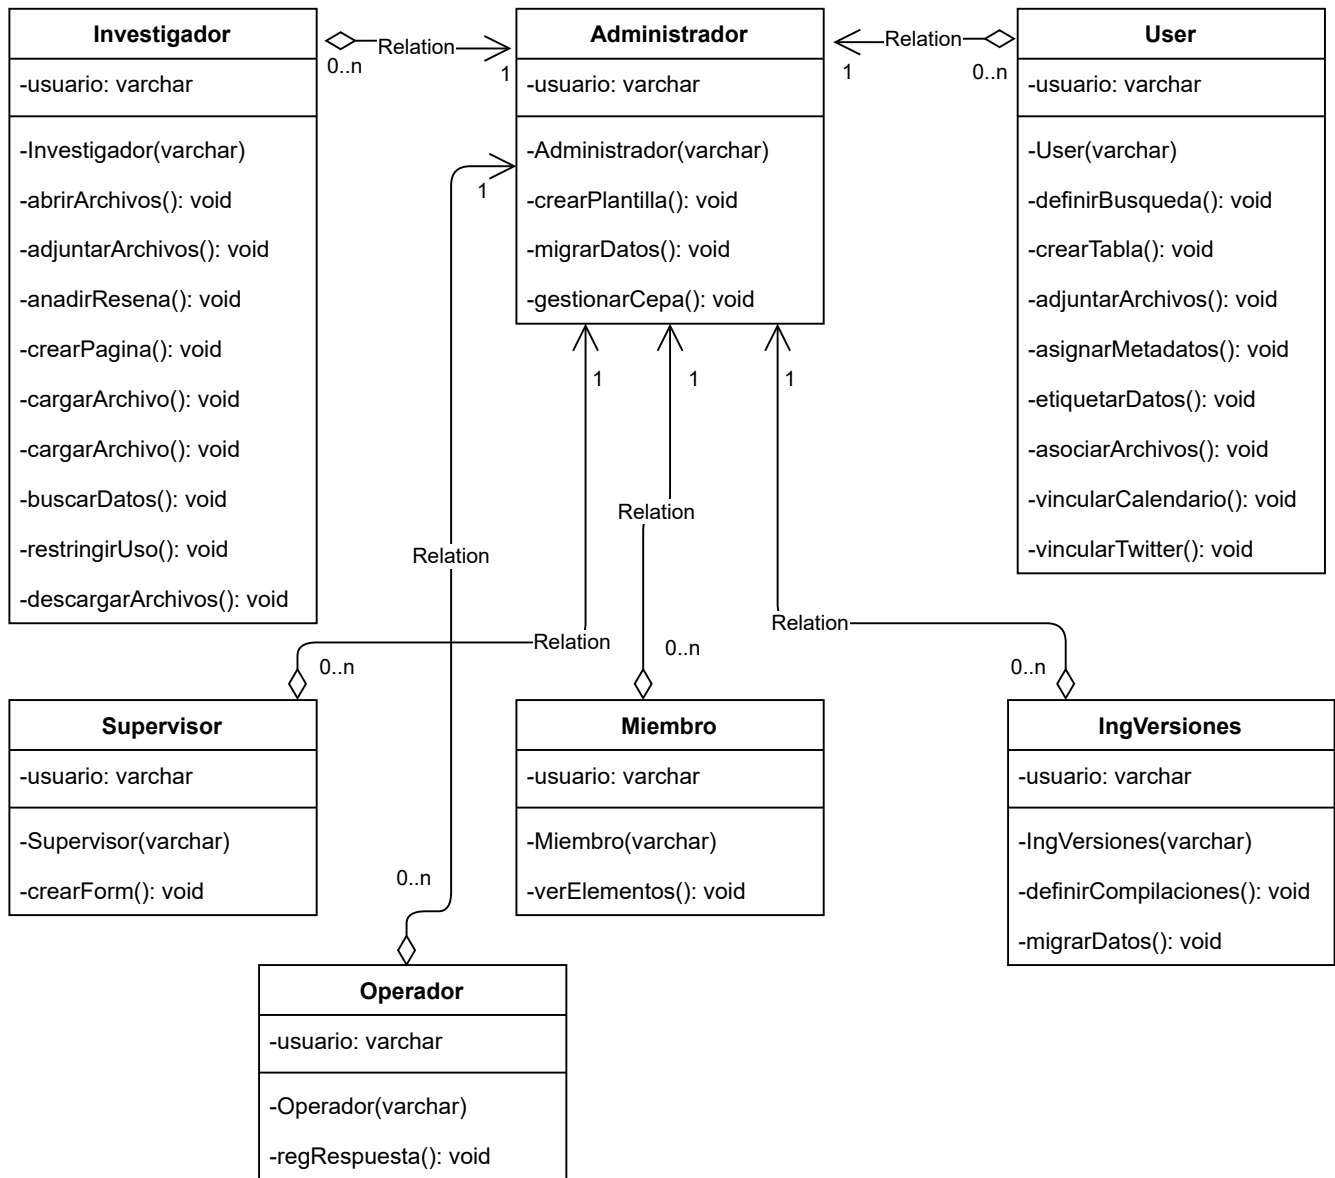 Investigador
-usuario: varchar
-Investigador(varchar)
-abrirArchivos(): void
-adjuntarArchivos(): void
-anadirResena(): void
-crearPagina(): void
-cargarArchivo(): void
-cargarArchivo(): void
-buscarDatos(): void
-restringirUso(): void
-descargarArchivos(): void
Relation
0..n
1
Administrador
-usuario: varchar
-Administrador(varchar)
-crearPlantilla(): void
-migrarDatos(): void
-gestionarCepa(): void
Relation
1
0..n
User
-usuario: varchar
-User(varchar)
-definirBusqueda(): void
-crearTabla(): void
-adjuntarArchivos(): void
-asignarMetadatos(): void
-etiquetarDatos(): void
-asociarArchivos(): void
-vincularCalendario(): void
-vincularTwitter(): void
1
1
1
1
Relation
Relation
Relation
Relation
0..n
0..n
0..n
Supervisor
-usuario: varchar
-Supervisor(varchar)
-crearForm(): void
Miembro
-usuario: varchar
-Miembro(varchar)
-verElementos(): void
IngVersiones
-usuario: varchar
-IngVersiones(varchar)
-definirCompilaciones(): void
-migrarDatos(): void
0..n
Operador
-usuario: varchar
-Operador(varchar)
-regRespuesta(): void